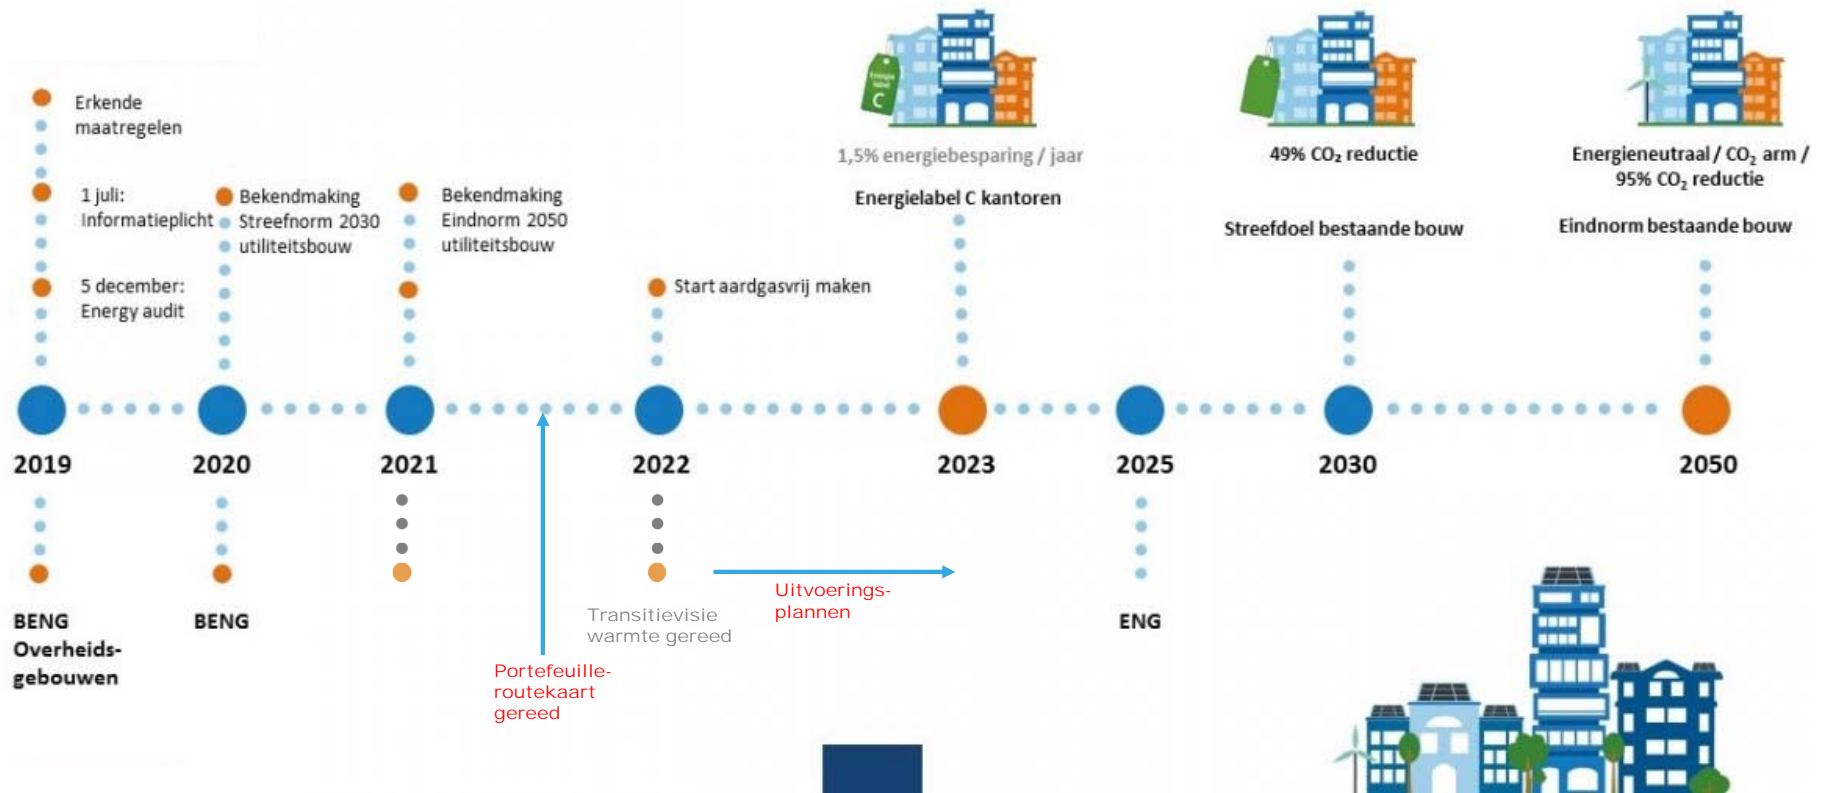 Erkende
maatregelen
1 juli:
Informatieplicht
5 december:
Energy audit
Bekendmaking
Streefnorm 2030
utiliteitsbouw
Bekendmaking
Eindnorm 2050
utiliteitsbouw
Start aardgasvrij maken
Energie
label
C
1,5% energiebesparing / jaar
Energielabel C kantoren
49% CO₂ reductie
Streefdoel bestaande bouw
Energieneutraal / CO₂ arm /
95% CO₂ reductie
Eindnorm bestaande bouw
2019
2020
2021
2022
2023
2025
2030
2050
BENG
Overheids-
gebouwen
BENG
Portefeuille-
routekaart
gereed
Transitievisie
warmte gereed
Uitvoerings-
plannen
ENG